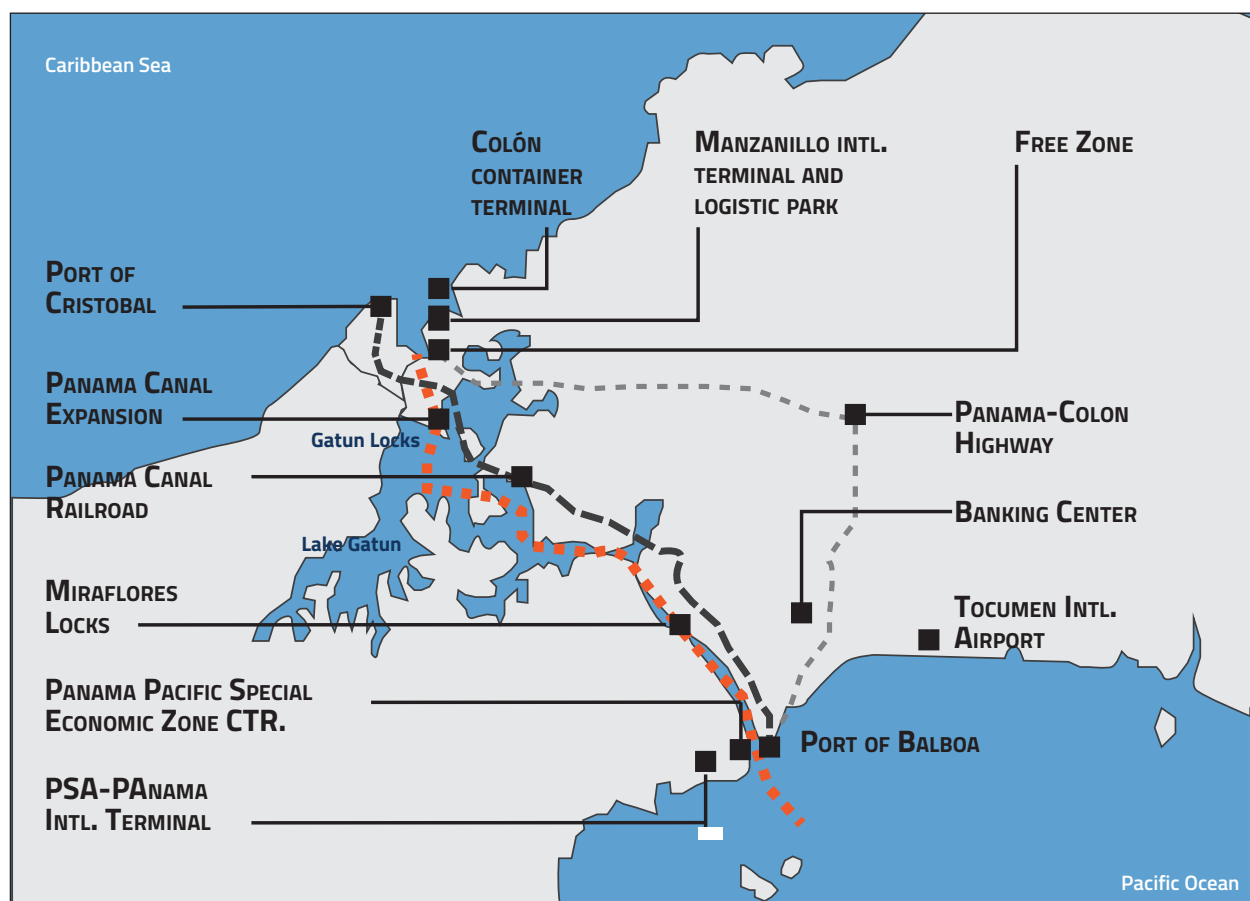 Caribbean Sea
Colón
container
terminal
Manzanillo intl.
terminal and
logistic park
Free Zone
Port of
Cristobal
Panama Canal
Expansion
Gatun Locks
Panama-Colon
Highway
Panama Canal
Railroad
Banking Center
Lake Gatun
Miraflores
Locks
Tocumen Intl.
Airport
Panama Pacific Special
Economic Zone CTR.
Port of Balboa
PSA-PAnama
Intl. Terminal
Pacific Ocean